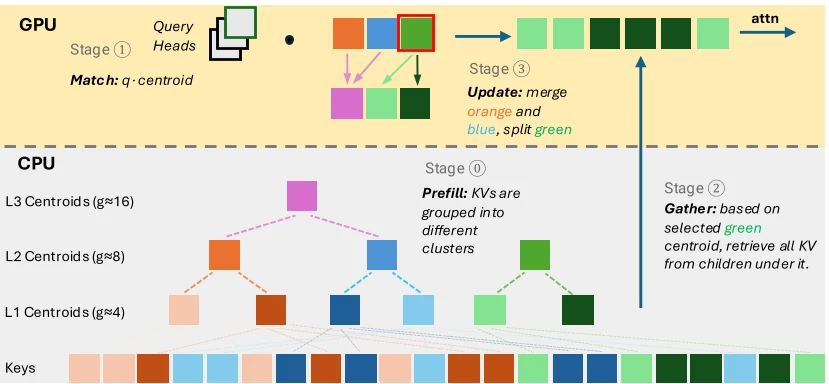 GPU
Query
Heads
Stage ①
Match: q·centroid
attn
Stage ③
Update: merge
orange and
blue, split green
CPU
Stage ⓪
Prefill: KVs are
grouped into
different
clusters
Stage ②
Gather: based on
selected green
centroid, retrieve all KV
from children under it.
L3 Centroids (g≈16)
L2 Centroids (g≈8)
L1 Centroids (g≈4)
Keys